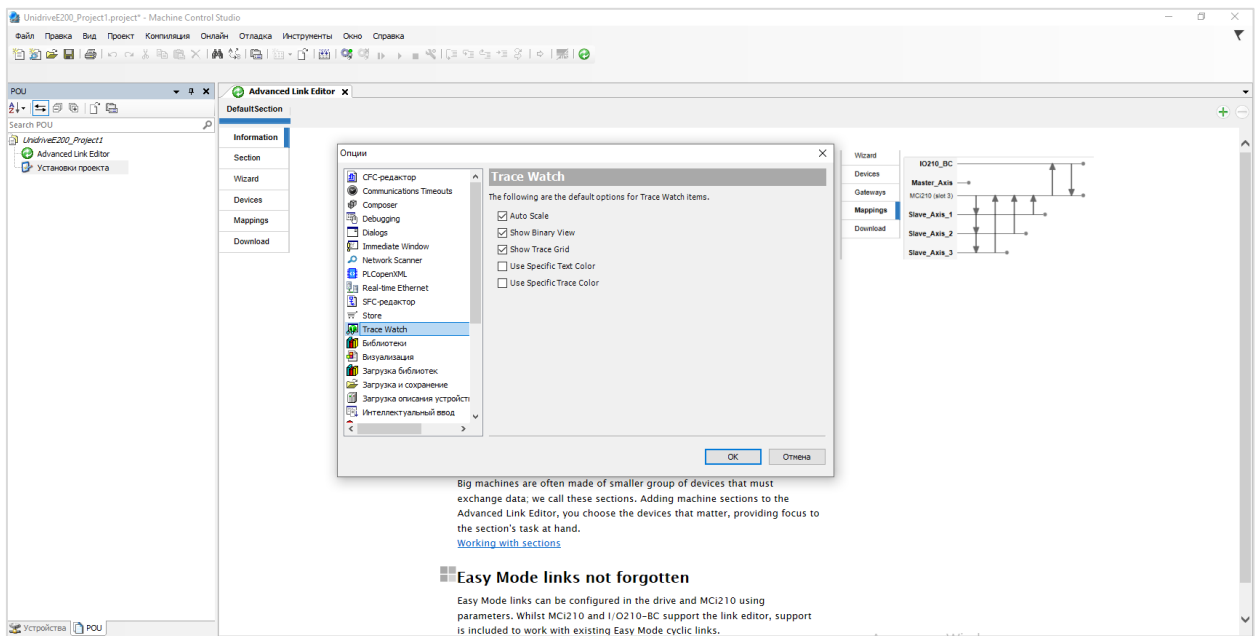 UnidriveE200_Project1.project* - Machine Control Studio
Файл Правка Вид Проект Компиляция Онлайн Отладка Инструменты Окно Справка
POU
Search POU
UnidriveE200_Project1
Advanced Link Editor
Установки проекта
Устройства POU
Advanced Link Editor
DefaultSection
Information
Section
Wizard
Devices
Mappings
Download
Опции
CFC-редактор
Communications Timeouts
Composer
Debugging
Dialogs
Immediate Window
Network Scanner
PLCopenXML
Real-time Ethernet
SFC-редактор
Store
Trace Watch
Библиотеки
Визуализация
Загрузка библиотек
Загрузка и сохранение
Загрузка описания устройств
Интеллектуальный ввод
Trace Watch
The following are the default options for Trace Watch items.
Auto Scale
Show Binary View
Show Trace Grid
Use Specific Text Color
Use Specific Trace Color
OK Отмена
Wizard
Devices
Gateways
Mappings
Download
IO210_BC
Master_Axis
MCi210 (slot 3)
Slave_Axis_1
Slave_Axis_2
Slave_Axis_3
Big machines are often made of smaller group of devices that must
exchange data; we call these sections. Adding machine sections to the
Advanced Link Editor, you choose the devices that matter, providing focus to
the section's task at hand.
Working with sections
Easy Mode links not forgotten
Easy Mode links can be configured in the drive and MCi210 using
parameters. Whilst MCi210 and I/O210-BC support the link editor, support
is included to work with existing Easy Mode cyclic links.